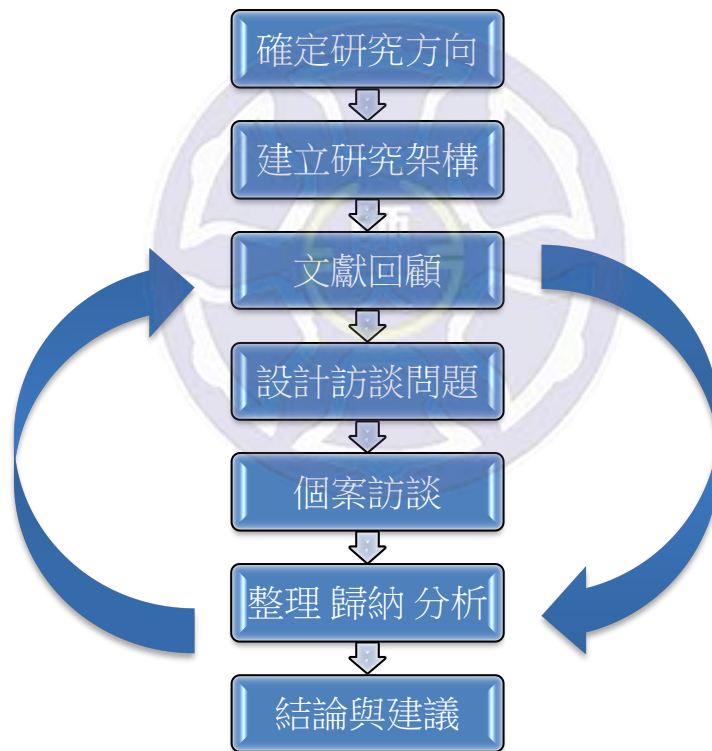 確定研究方向
建立研究架構
文獻回顧
設計訪談問題
個案訪談
整理 歸納 分析
結論與建議